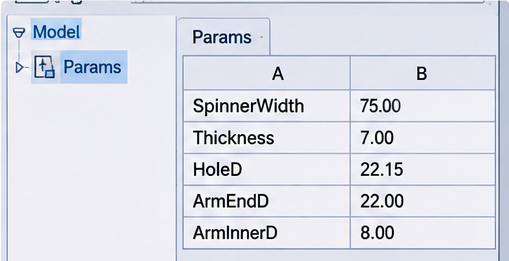 Model
Params
Params
A B
SpinnerWidth 75.00
Thickness 7.00
HoleD 22.15
ArmEndD 22.00
ArmInnerD 8.00